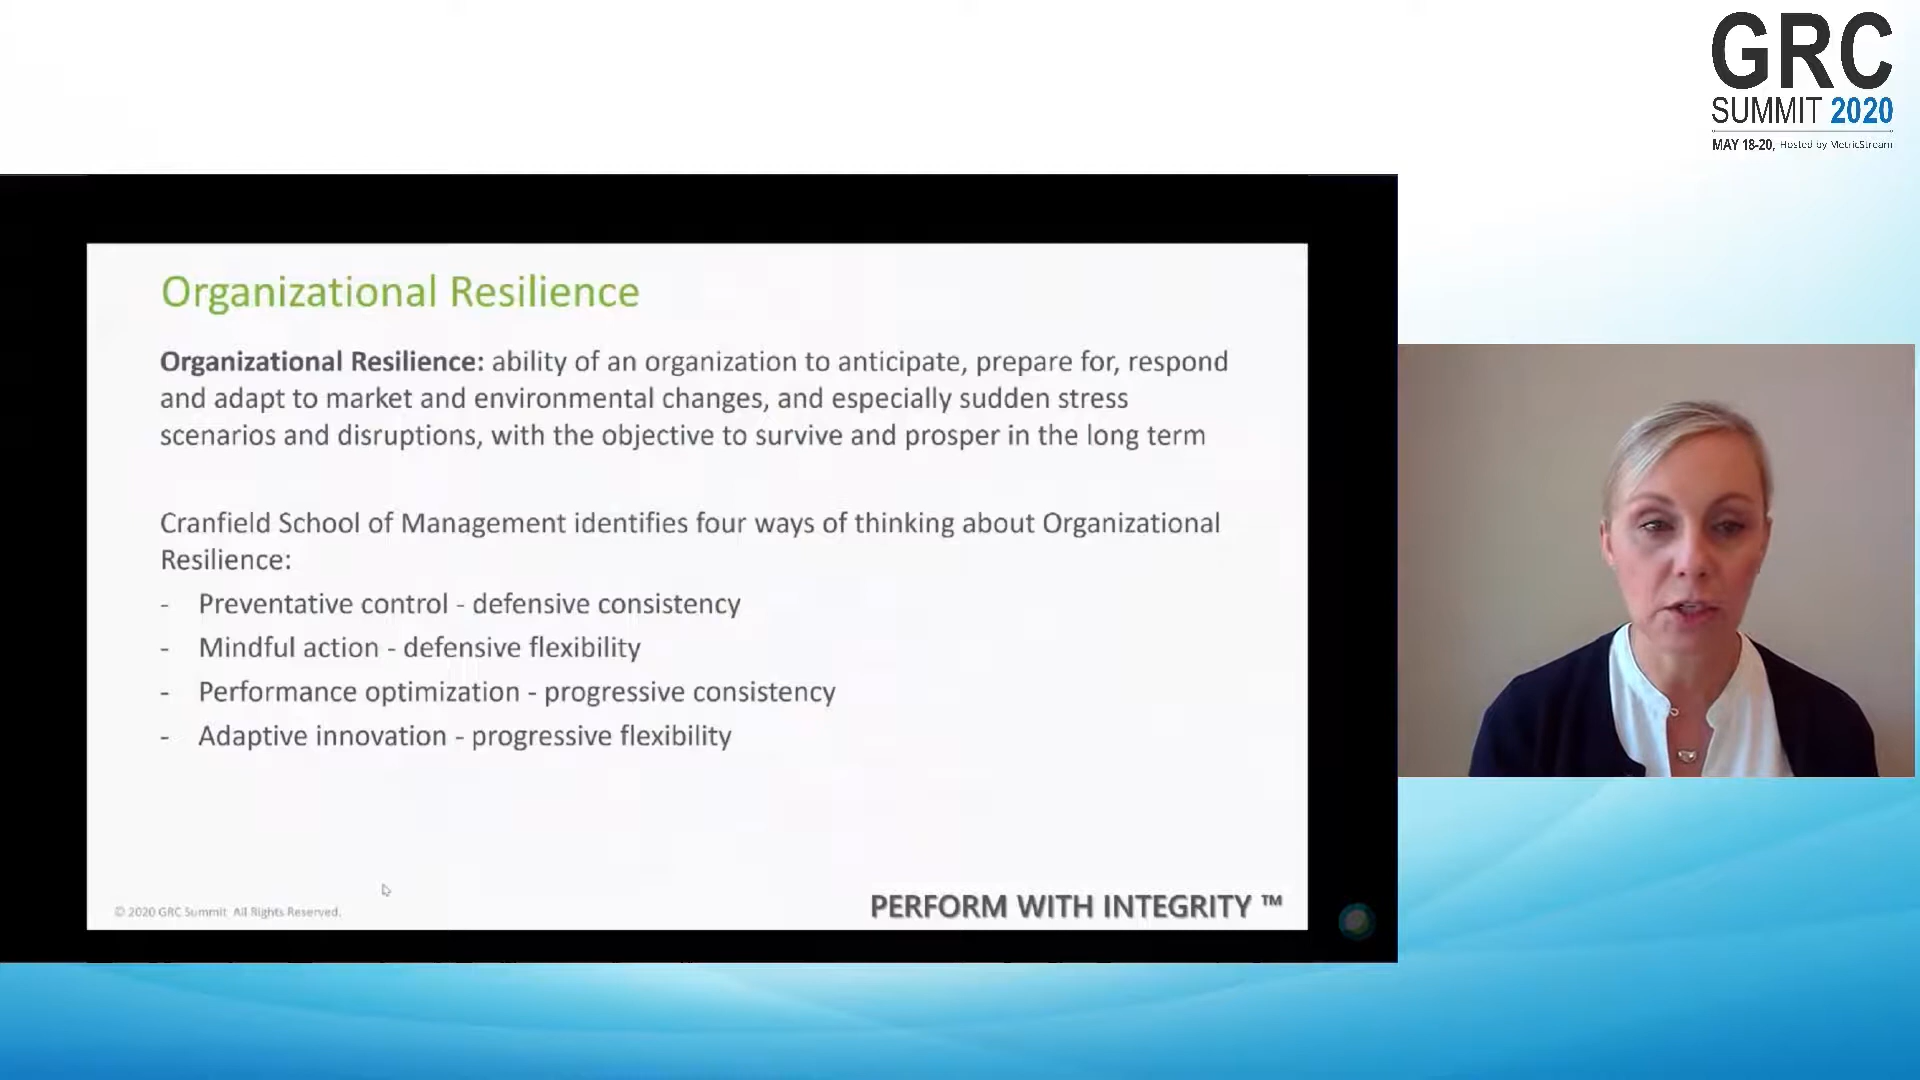 GRC
SUMMIT 2020
MAY 18-20, Hosted by MetricStream
Organizational Resilience
Organizational Resilience: ability of an organization to anticipate, prepare for, respond
and adapt to market and environmental changes, and especially sudden stress
scenarios and disruptions, with the objective to survive and prosper in the long term
Cranfield School of Management identifies four ways of thinking about Organizational
Resilience:
- Preventative control - defensive consistency
- Mindful action - defensive flexibility
- Performance optimization - progressive consistency
- Adaptive innovation - progressive flexibility
© 2020 GRC Summit All Rights Reserved.
PERFORM WITH INTEGRITY ™